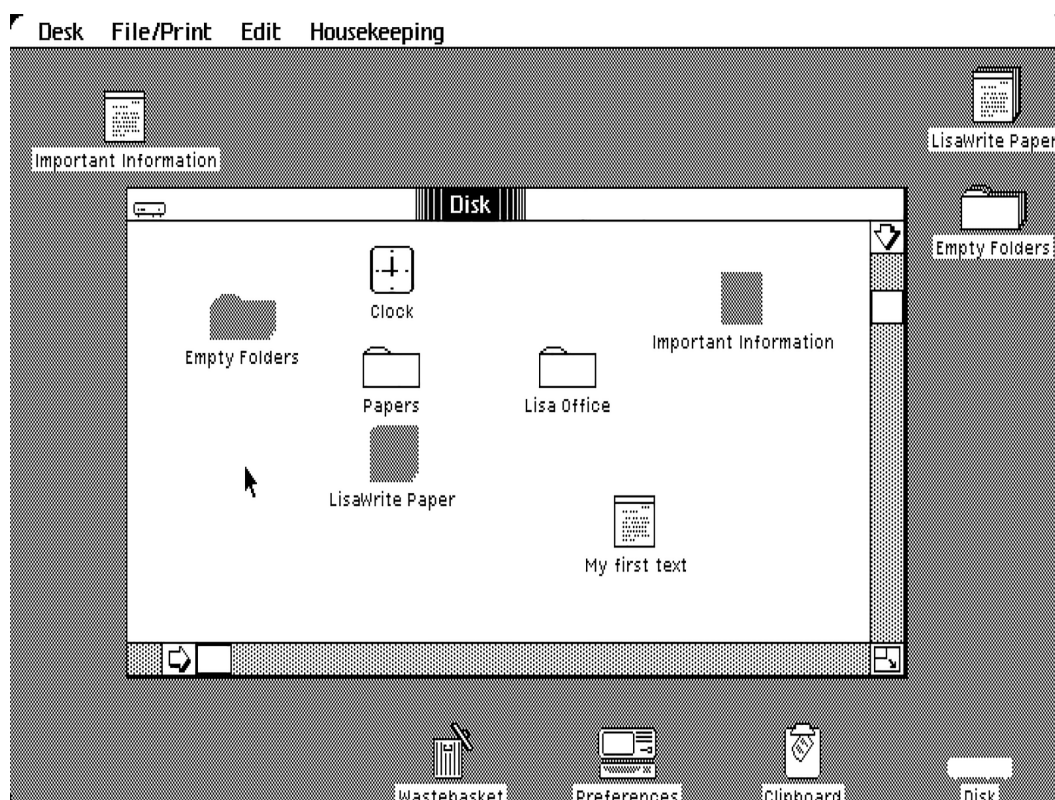 Desk File/Print Edit Housekeeping
Important Information
LisaWrite Paper
Disk
Empty Folders
Clock
Important Information
Empty Folders
Papers
Lisa Office
LisaWrite Paper
My first text
Wastebasket
Preferences
Clipboard
Disk